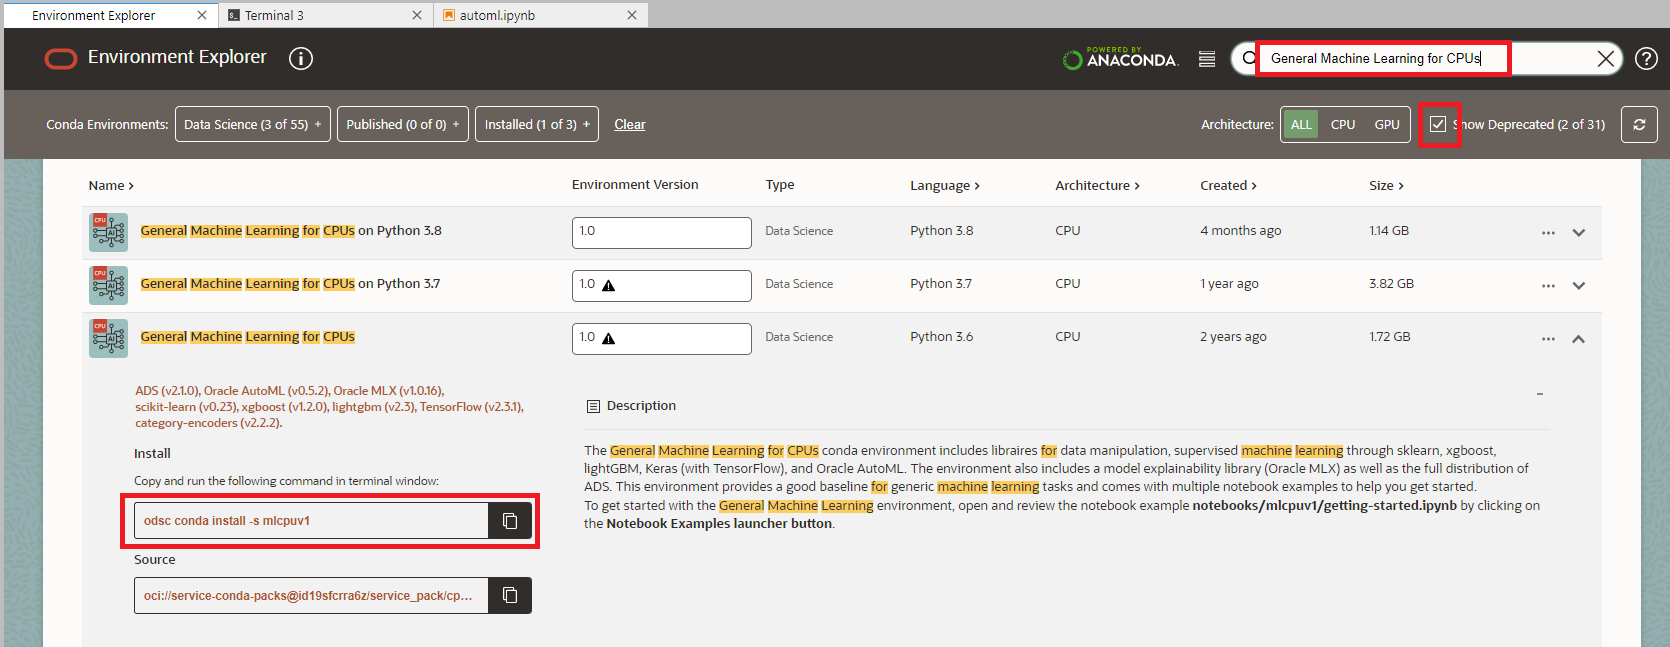 Environment Explorer
Terminal 3
automl.ipynb
Environment Explorer
POWERED BY
ANACONDA.
General Machine Learning for CPUs
Conda Environments:
Data Science (3 of 55) +
Published (0 of 0) +
Installed (1 of 3) +
Clear
Architecture:
ALL
CPU
GPU
Show Deprecated (2 of 31)
Name
Environment Version
Type
Language
Architecture
Created
Size
CPU
AI
General Machine Learning for CPUs on Python 3.8
1.0
Data Science
Python 3.8
CPU
4 months ago
1.14 GB
CPU
AI
General Machine Learning for CPUs on Python 3.7
1.0
Data Science
Python 3.7
CPU
1 year ago
3.82 GB
CPU
AI
General Machine Learning for CPUs
1.0
Data Science
Python 3.6
CPU
2 years ago
1.72 GB
ADS (v2.1.0), Oracle AutoML (v0.5.2), Oracle MLX (v1.0.16),
scikit-learn (v0.23), xgboost (v1.2.0), lightgbm (v2.3), TensorFlow (v2.3.1),
category-encoders (v2.2.2).
Install
Copy and run the following command in terminal window:
odsc conda install -s mlcpuv1
Source
oci://service-conda-packs@id19sfcrra6z/service_pack/cp...
Description
The General Machine Learning for CPUs conda environment includes libraires for data manipulation, supervised machine learning through sklearn, xgboost,
lightGBM, Keras (with TensorFlow), and Oracle AutoML. The environment also includes a model explainability library (Oracle MLX) as well as the full distribution of
ADS. This environment provides a good baseline for generic machine learning tasks and comes with multiple notebook examples to help you get started.
To get started with the General Machine Learning environment, open and review the notebook example notebooks/mlcpuv1/getting-started.ipynb by clicking on
the Notebook Examples launcher button.